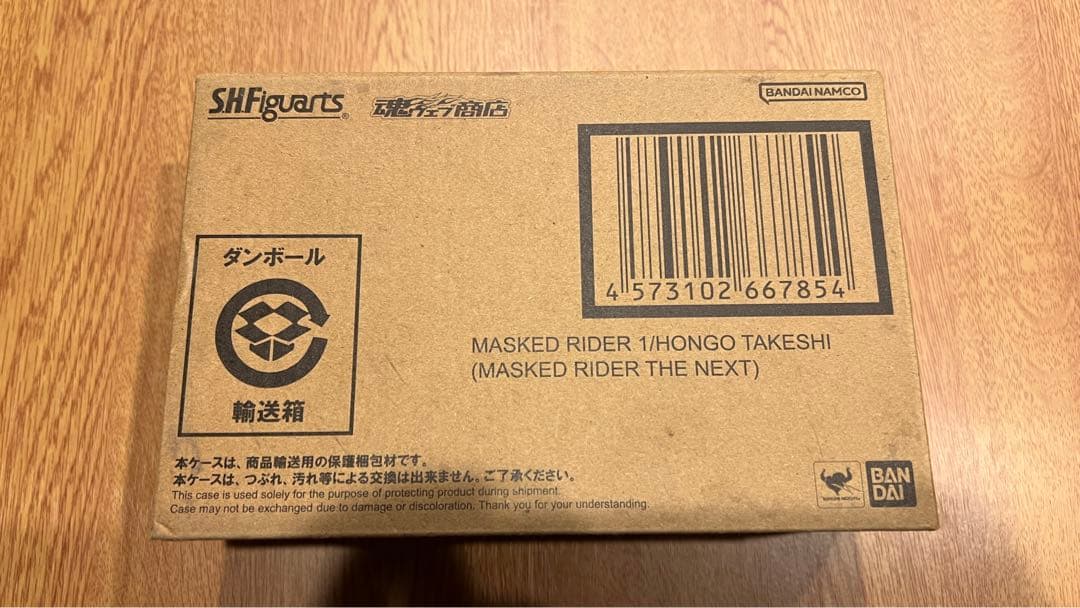 S.H.Figuarts®
魂ウェブ商店
BANDAI NAMCO
4 573102 667854
MASKED RIDER 1/HONGO TAKESHI
(MASKED RIDER THE NEXT)
ダンボール
輸送箱
本ケースは、商品輸送用の保護梱包材です。
本ケースは、つぶれ、汚れ等による交換は出来ません。ご了承ください。
This case is used solely for the purpose of protecting product during shipment.
Case may not be exchanged due to damage or discoloration. Thank you for your understanding.
BAN
DAI